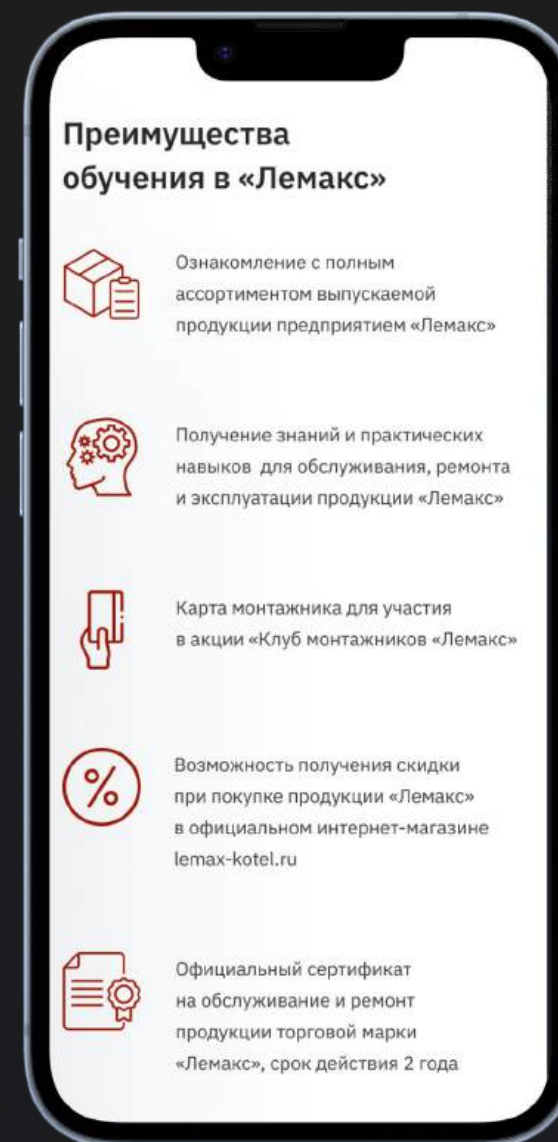 Преимущества
обучения в «Лемакс»
Ознакомление с полным
ассортиментом выпускаемой
продукции предприятием «Лемакс»
Получение знаний и практических
навыков для обслуживания, ремонта
и эксплуатации продукции «Лемакс»
Карта монтажника для участия
в акции «Клуб монтажников «Лемакс»
%
Возможность получения скидки
при покупке продукции «Лемакс»
в официальном интернет-магазине
lemax-kotel.ru
Официальный сертификат
на обслуживание и ремонт
продукции торговой марки
«Лемакс», срок действия 2 года